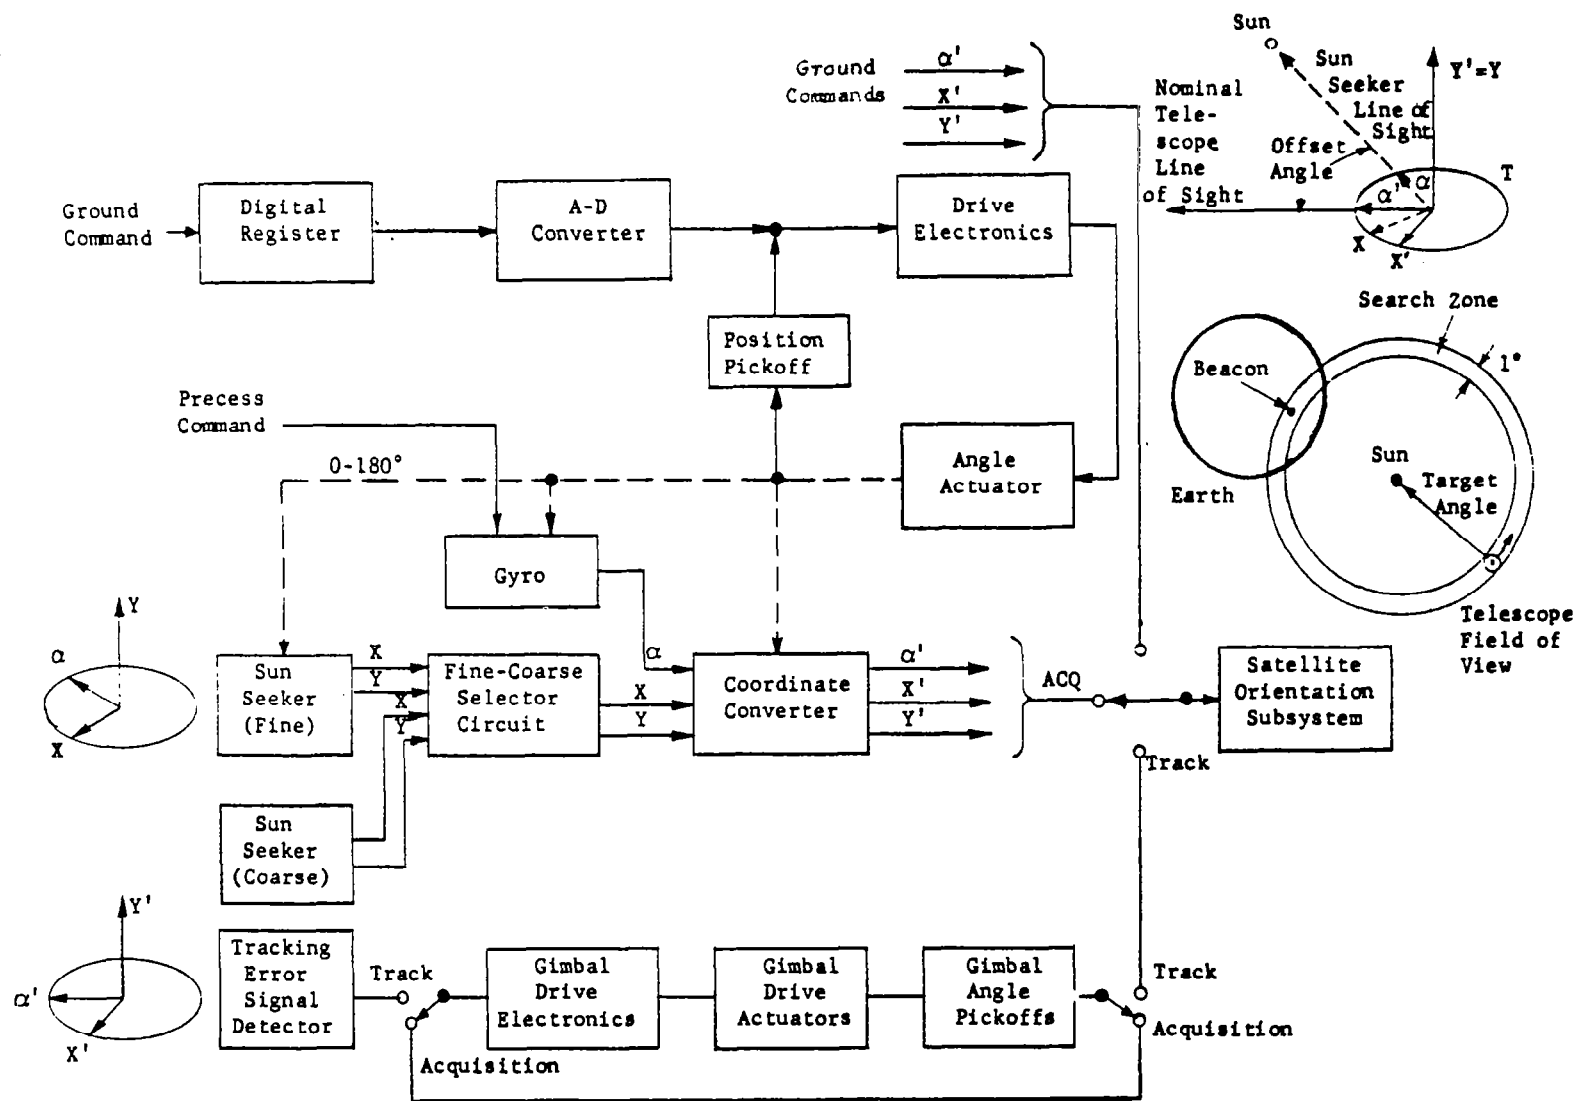 Ground
Commands
α'
X'
Y'
Sun
Sun
Seeker
Line of
Sight
Y'=Y
Nominal
Tele-
scope
Line
of Sight
Offset
Angle
α'
α
T
X
X'
Ground
Command
Digital
Register
A-D
Converter
Drive
Electronics
Position
Pickoff
Search Zone
1°
Beacon
Sun
Target
Angle
Earth
Telescope
Field of
View
Precess
Command
0-180°
Angle
Actuator
Gyro
α
Y
α
X
Sun
Seeker
(Fine)
X
Y
X
Y
Fine-Coarse
Selector
Circuit
X
Y
Coordinate
Converter
α'
X'
Y'
ACQ
Satellite
Orientation
Subsystem
Track
Sun
Seeker
(Coarse)
Y'
α'
X'
Tracking
Error
Signal
Detector
Track
Acquisition
Gimbal
Drive
Electronics
Gimbal
Drive
Actuators
Gimbal
Angle
Pickoffs
Track
Acquisition